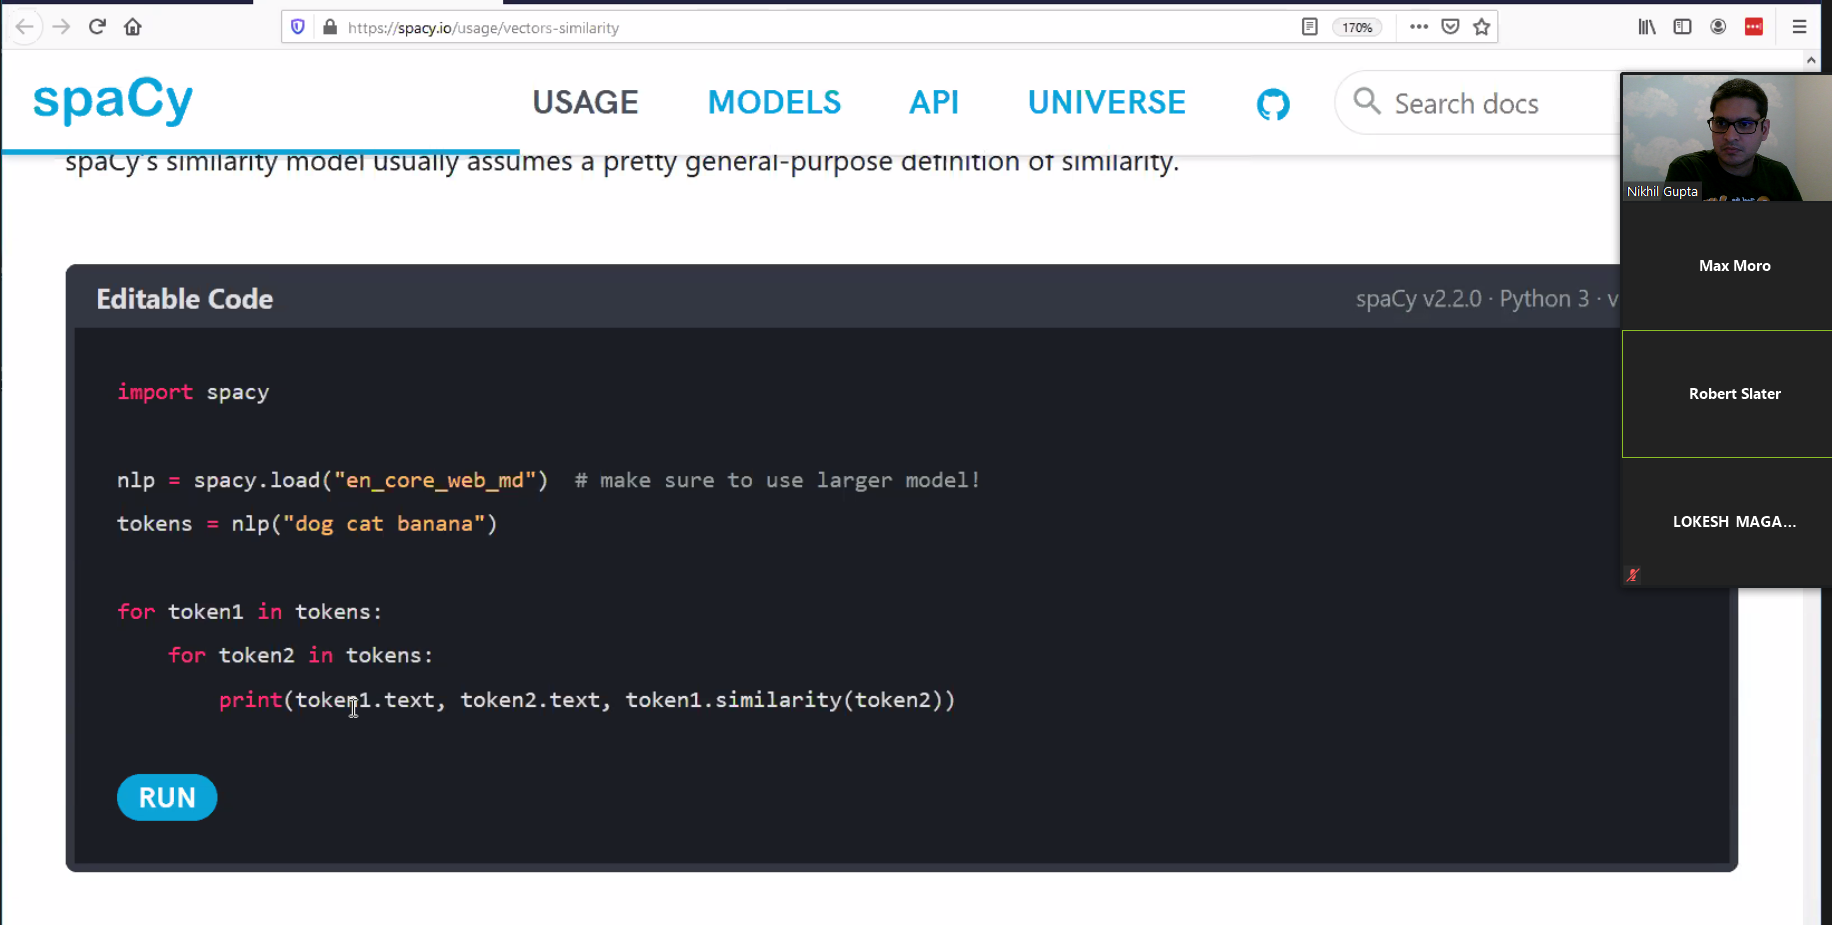 https://spacy.io/usage/vectors-similarity
170%
spaCy
USAGE
MODELS
API
UNIVERSE
Search docs
spaCy's similarity model usually assumes a pretty general-purpose definition of similarity.
Nikhil Gupta
Max Moro
Robert Slater
LOKESH MAGA...
Editable Code
spaCy v2.2.0 · Python 3 · v
import spacy
nlp = spacy.load("en_core_web_md")  # make sure to use larger model!
tokens = nlp("dog cat banana")
for token1 in tokens:
    for token2 in tokens:
        print(token1.text, token2.text, token1.similarity(token2))
RUN